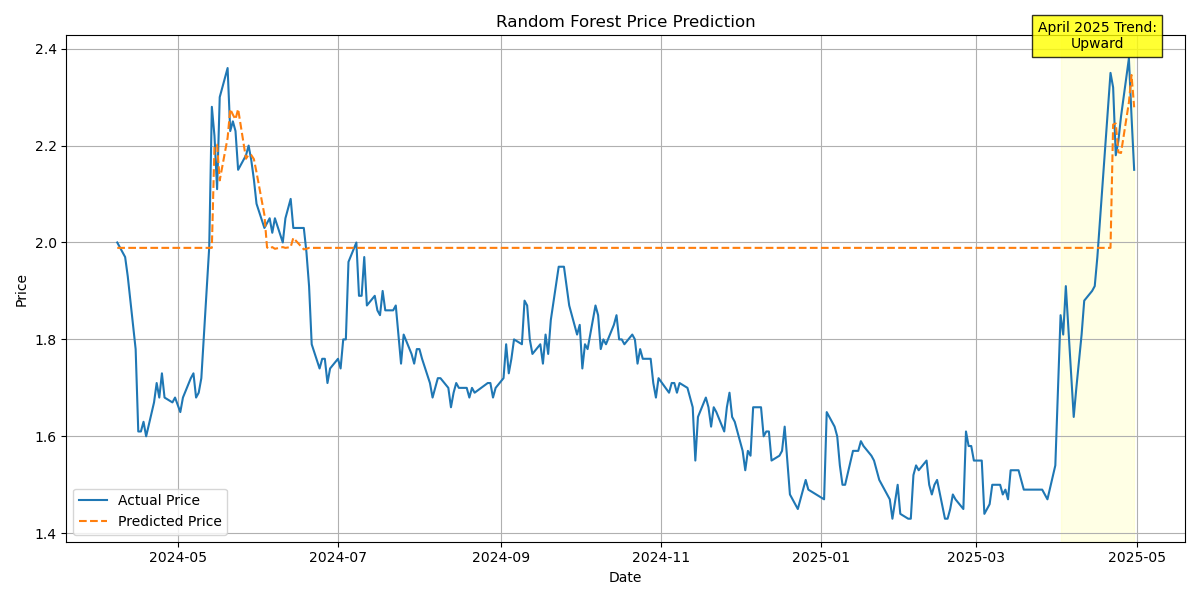 Random Forest Price Prediction
April 2025 Trend:
Upward
Price
2.4
2.2
2.0
1.8
1.6
1.4
Actual Price
Predicted Price
2024-05
2024-07
2024-09
2024-11
2025-01
2025-03
2025-05
Date